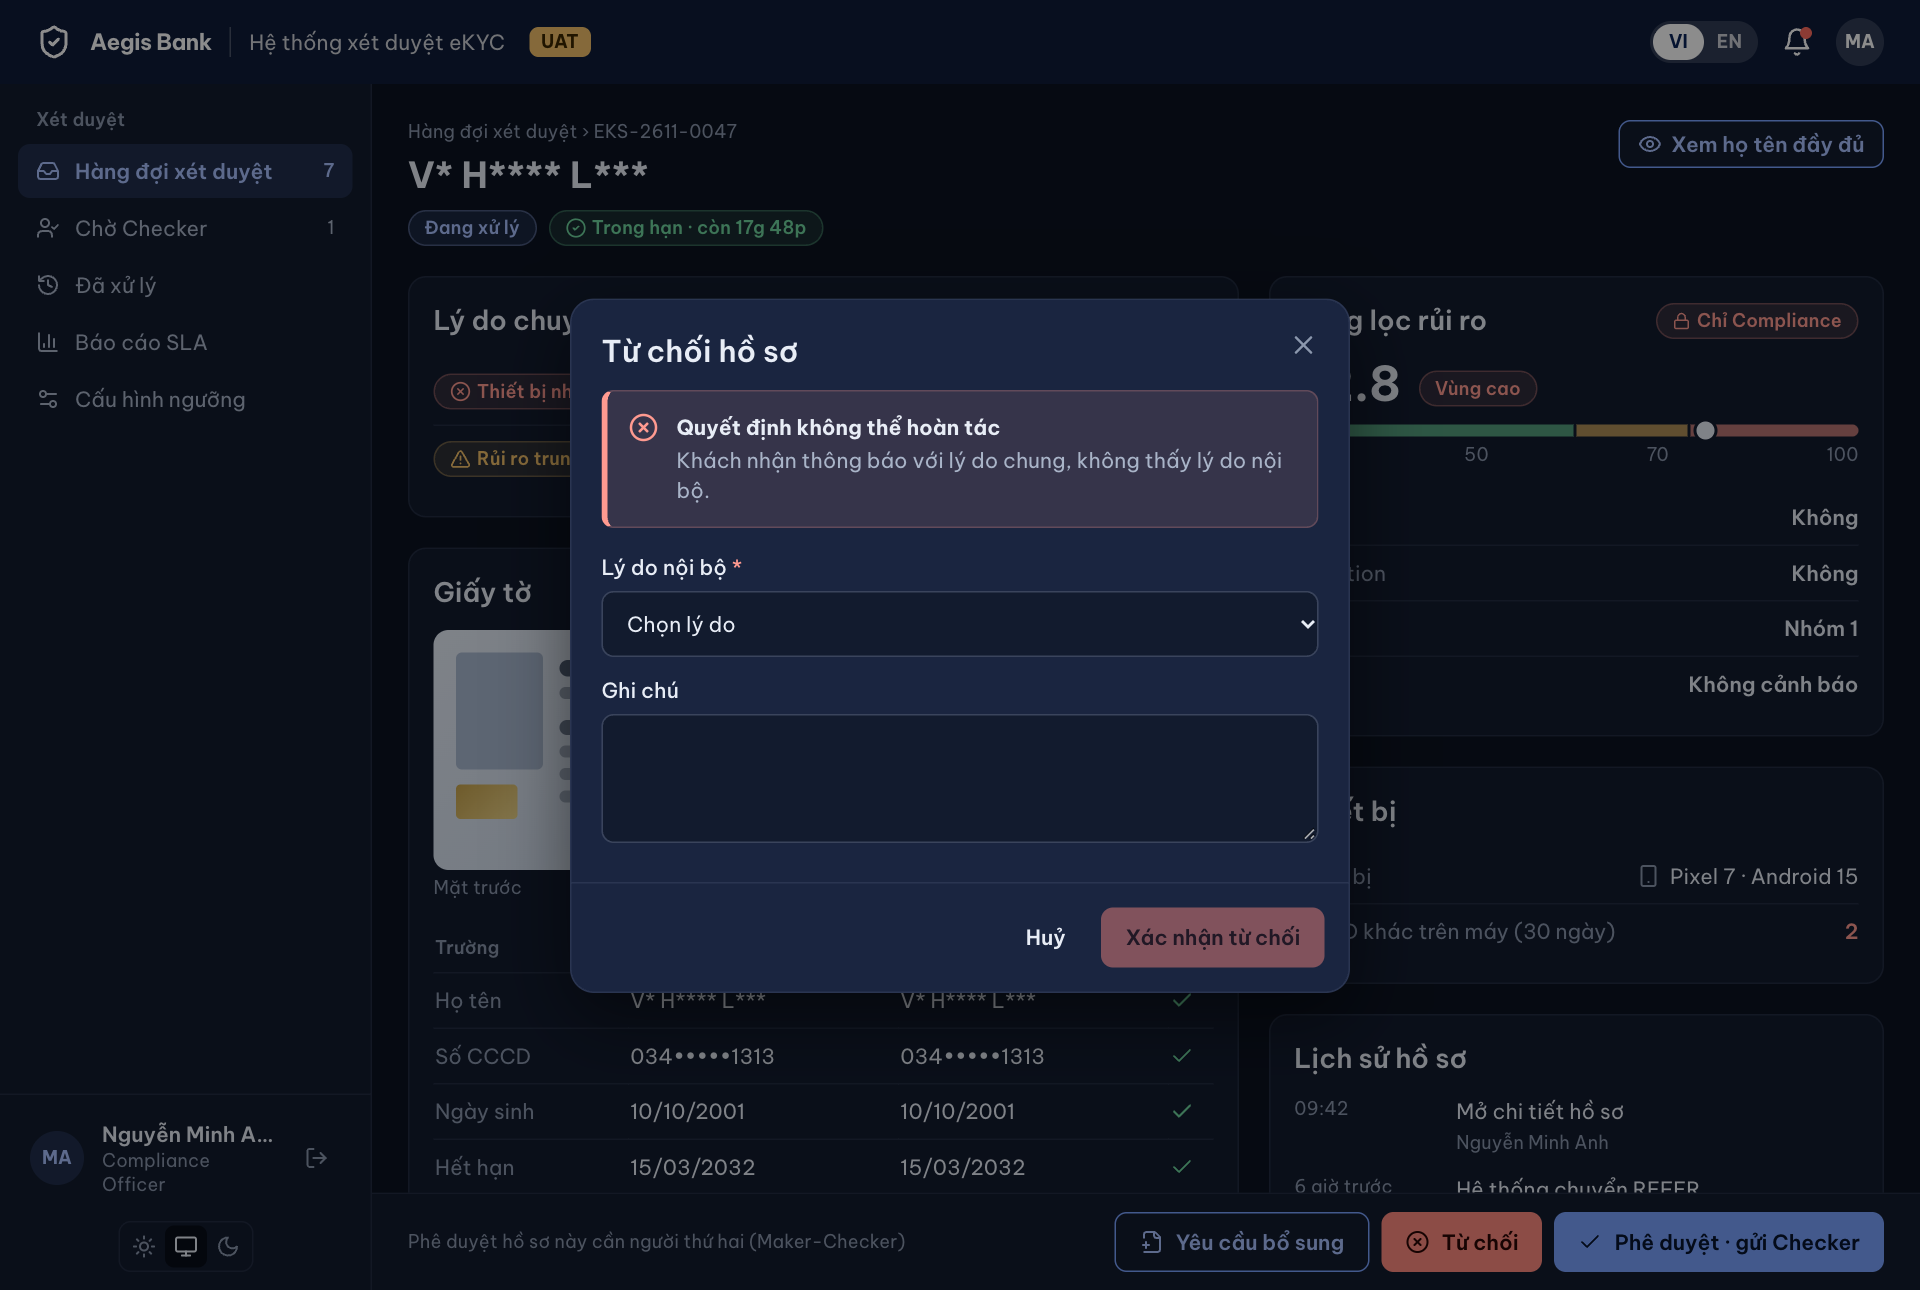 Aegis Bank
Hệ thống xét duyệt eKYC
UAT
VI
EN
MA
Xét duyệt
Hàng đợi xét duyệt 7
Chờ Checker 1
Đã xử lý
Báo cáo SLA
Cấu hình ngưỡng
Nguyễn Minh A...
MA
Compliance
Officer
Hàng đợi xét duyệt › EKS-2611-0047
V* H**** L***
Xem họ tên đầy đủ
Đang xử lý
Trong hạn · còn 17g 48p
Lý do
Thiết bị
Rủi ro
Giấy tờ
Mặt trước
Trường
Họ tên V* H**** L*** V* H**** L***
Số CCCD 034•••••1313 034•••••1313
Ngày sinh 10/10/2001 10/10/2001
Hết hạn 15/03/2032 15/03/2032
Từ chối hồ sơ
Quyết định không thể hoàn tác
Khách nhận thông báo với lý do chung, không thấy lý do nội
bộ.
Lý do nội bộ *
Chọn lý do
Ghi chú
Huỷ
Xác nhận từ chối
lọc rủi ro
Chỉ Compliance
.8
Vùng cao
50 70 100
Không
Không
Nhóm 1
Không cảnh báo
bị
bị
Pixel 7 · Android 15
khác trên máy (30 ngày) 2
Lịch sử hồ sơ
09:42 Mở chi tiết hồ sơ
Nguyễn Minh Anh
6 giờ trước Hệ thống chuyển REFER
Phê duyệt hồ sơ này cần người thứ hai (Maker-Checker)
Yêu cầu bổ sung
Từ chối
Phê duyệt · gửi Checker